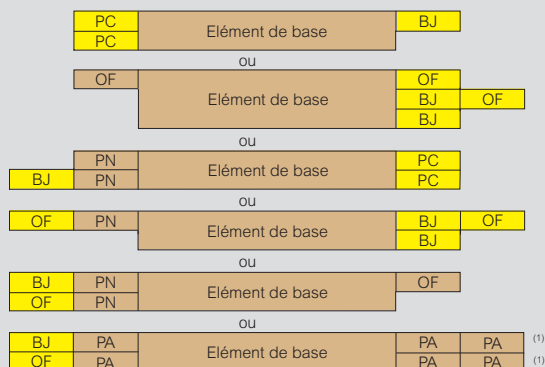 PC Elément de base BJ
PC
ou
OF Elément de base OF
BJ OF
BJ
ou
PN Elément de base PC
BJ PN PC
ou
OF PN Elément de base BJ OF
BJ
ou
BJ PN Elément de base OF
OF PN
ou
BJ PA Elément de base PA PA (1)
OF PA PA PA (1)